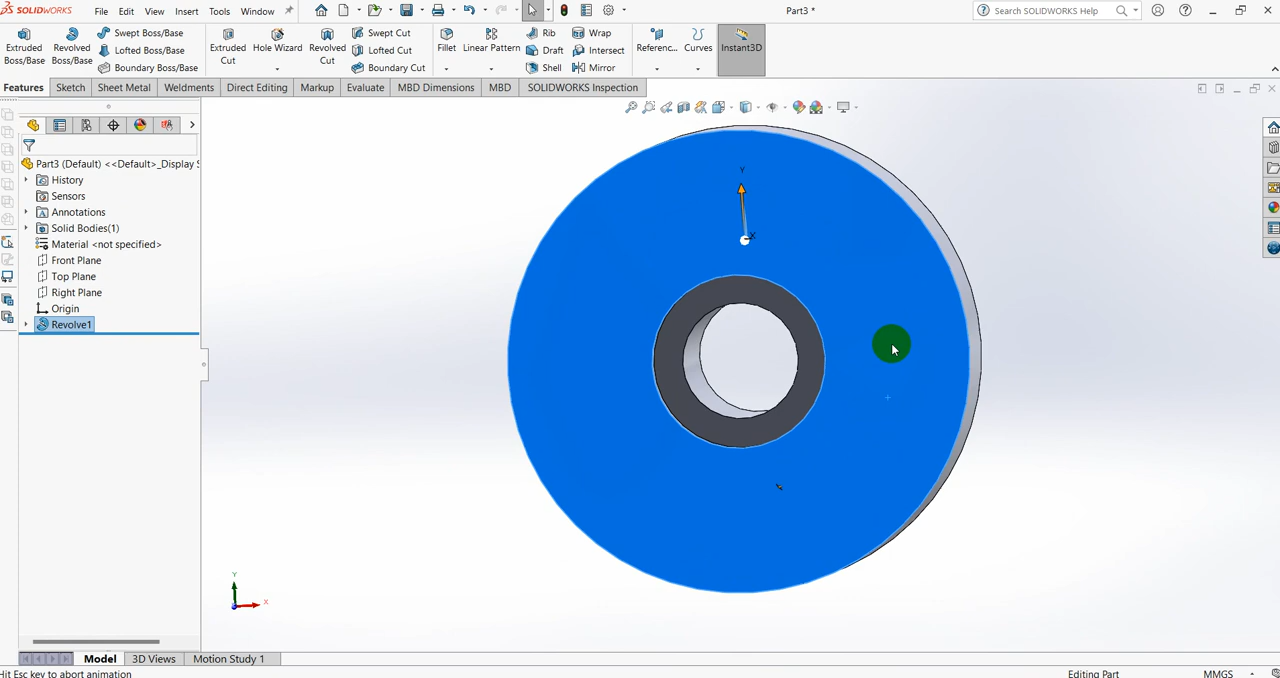 SOLIDWORKS File Edit View Insert Tools Window Part3 * Search SOLIDWORKS Help
Extruded Boss/Base
Revolved Boss/Base
Swept Boss/Base
Lofted Boss/Base
Boundary Boss/Base
Extruded Cut
Hole Wizard
Revolved Cut
Swept Cut
Lofted Cut
Boundary Cut
Fillet
Linear Pattern
Rib
Draft
Shell
Wrap
Intersect
Mirror
Referenc...
Curves
Instant3D
Features Sketch Sheet Metal Weldments Direct Editing Markup Evaluate MBD Dimensions MBD SOLIDWORKS Inspection
Part3 (Default) <<Default>_Display S
History
Sensors
Annotations
Solid Bodies(1)
Material <not specified>
Front Plane
Top Plane
Right Plane
Origin
Revolve1
Y
X
Y
X
Model 3D Views Motion Study 1
Hit Esc key to abort animation Editing Part MMGS